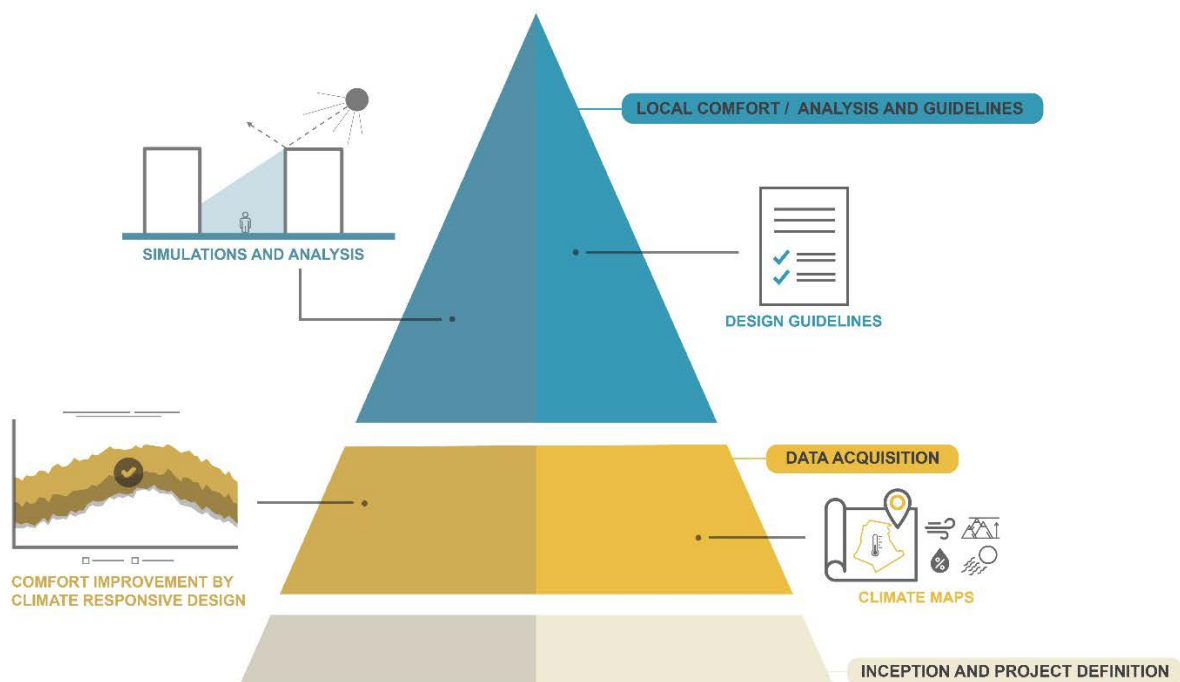 LOCAL COMFORT / ANALYSIS AND GUIDELINES
SIMULATIONS AND ANALYSIS
DESIGN GUIDELINES
DATA ACQUISITION
%
COMFORT IMPROVEMENT BY
CLIMATE RESPONSIVE DESIGN
CLIMATE MAPS
INCEPTION AND PROJECT DEFINITION